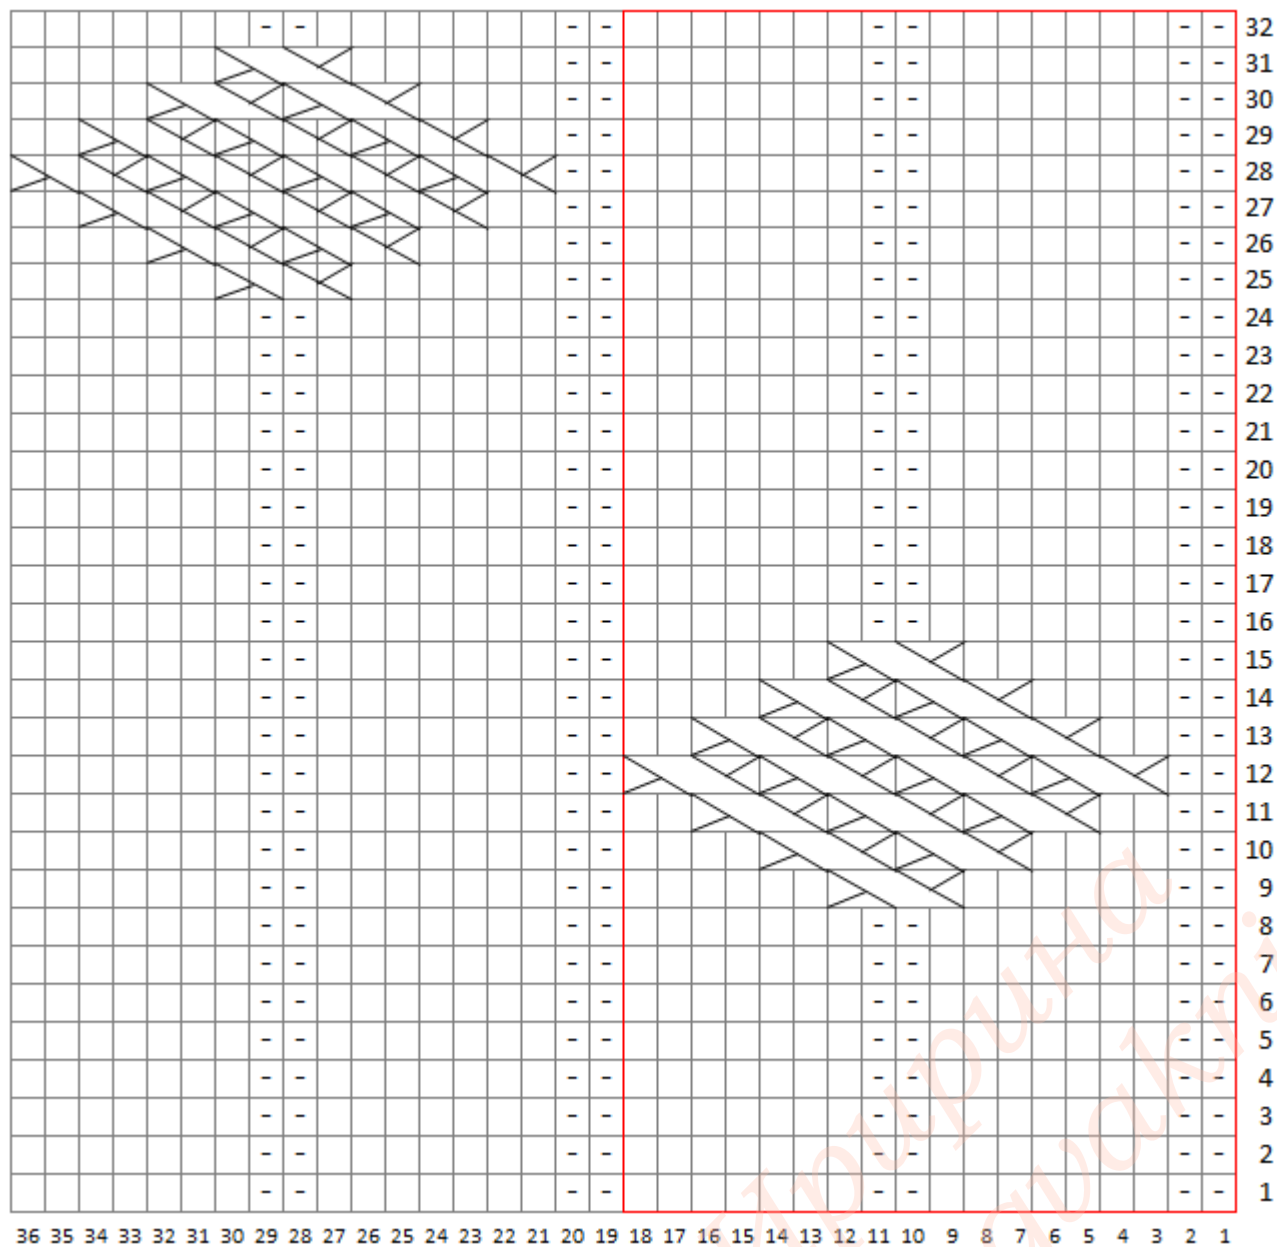 - - - - - - - - 32
- - - - - - 31
- - - - - - 30
- - - - - - 29
- - - - - - 28
- - - - - - 27
- - - - - - 26
- - - - - - 25
- - - - - - - - 24
- - - - - - - - 23
- - - - - - - - 22
- - - - - - - - 21
- - - - - - - - 20
- - - - - - - - 19
- - - - - - - - 18
- - - - - - - - 17
- - - - - - - - 16
- - - - - - 15
- - - - - - 14
- - - - - - 13
- - - - - - 12
- - - - - - 11
- - - - - - 10
- - - - - - 9
- - - - - - - - 8
- - - - - - - - 7
- - - - - - - - 6
- - - - - - - - 5
- - - - - - - - 4
- - - - - - - - 3
- - - - - - - - 2
- - - - - - - - 1
36 35 34 33 32 31 30 29 28 27 26 25 24 23 22 21 20 19 18 17 16 15 14 13 12 11 10 9 8 7 6 5 4 3 2 1